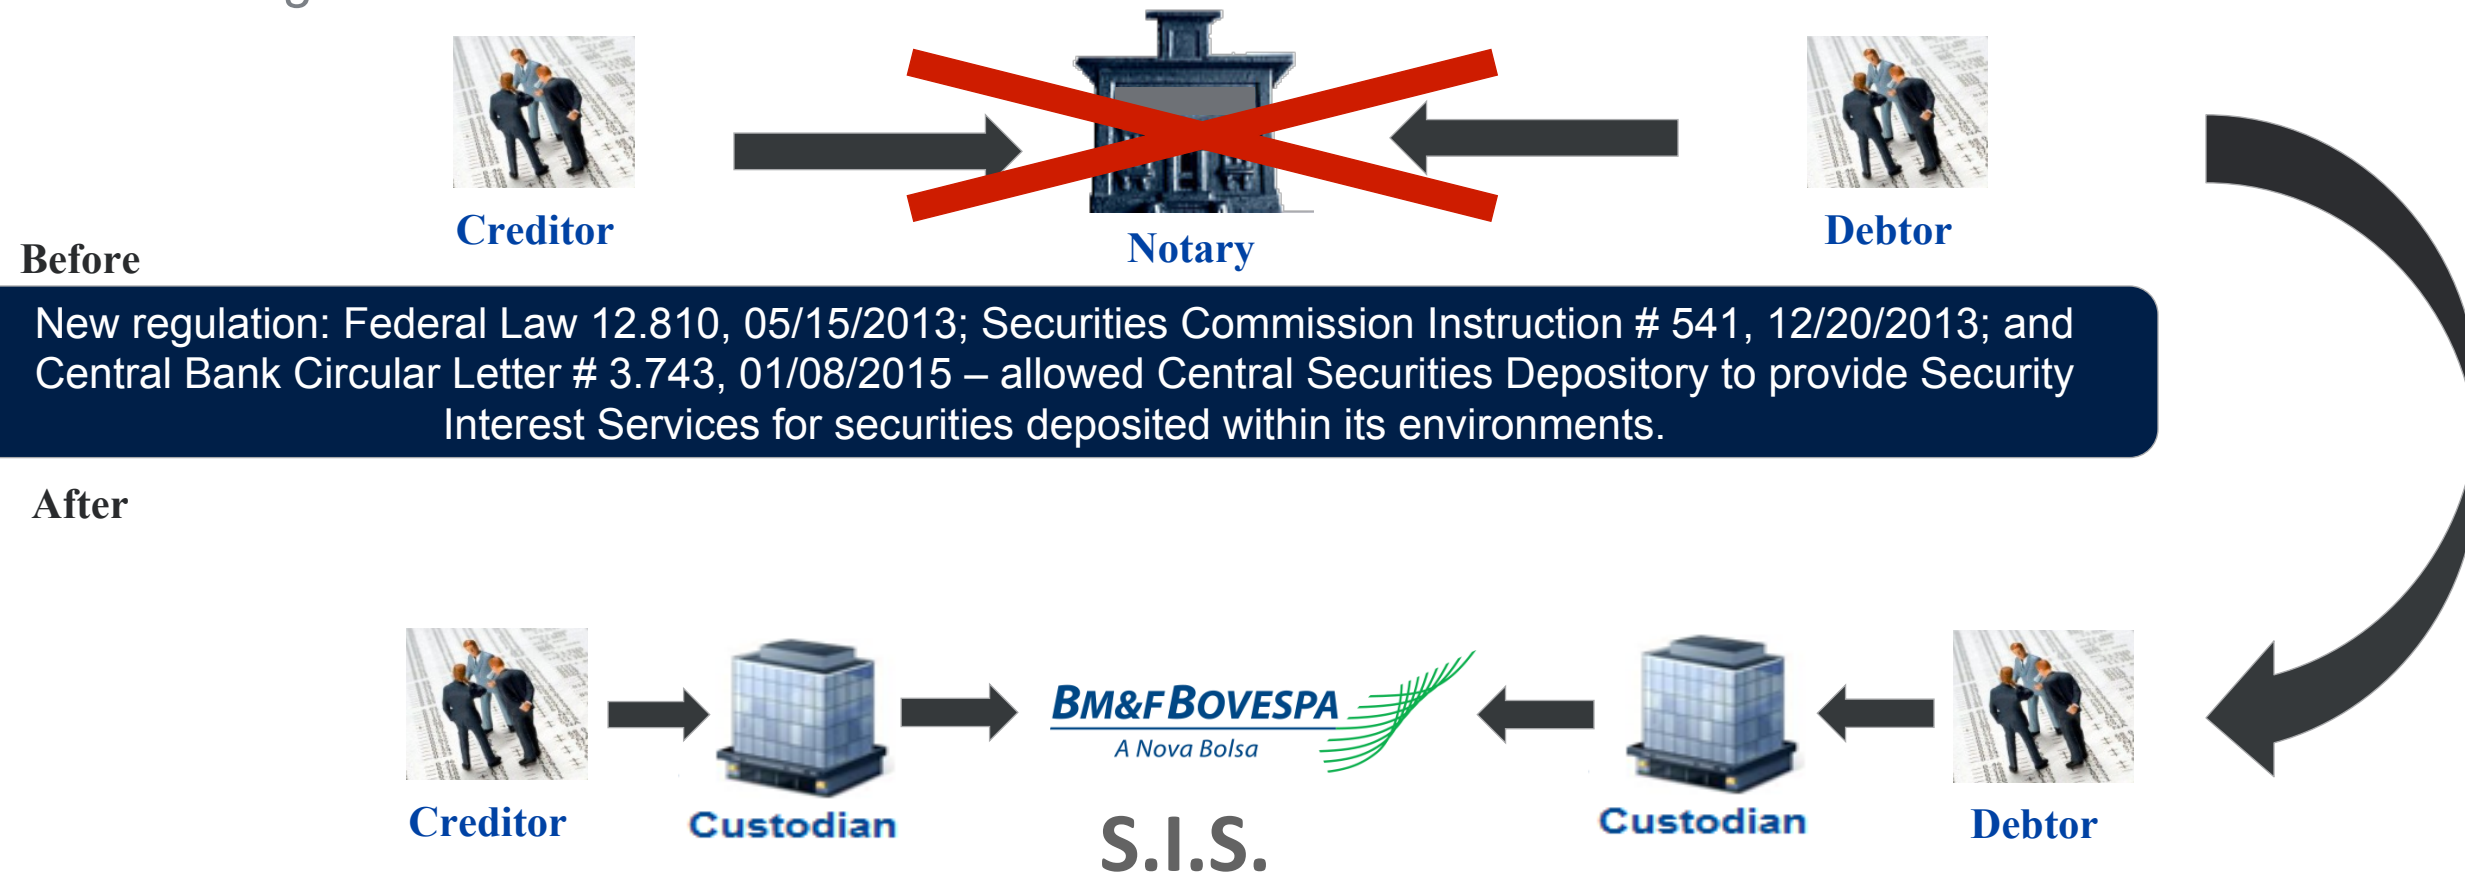 Creditor
Notary
Debtor
Before
New regulation: Federal Law 12.810, 05/15/2013; Securities Commission Instruction # 541, 12/20/2013; and
Central Bank Circular Letter # 3.743, 01/08/2015 – allowed Central Securities Depository to provide Security
Interest Services for securities deposited within its environments.
After
BM&FBOVESPA
A Nova Bolsa
Creditor
Custodian
S.I.S.
Custodian
Debtor